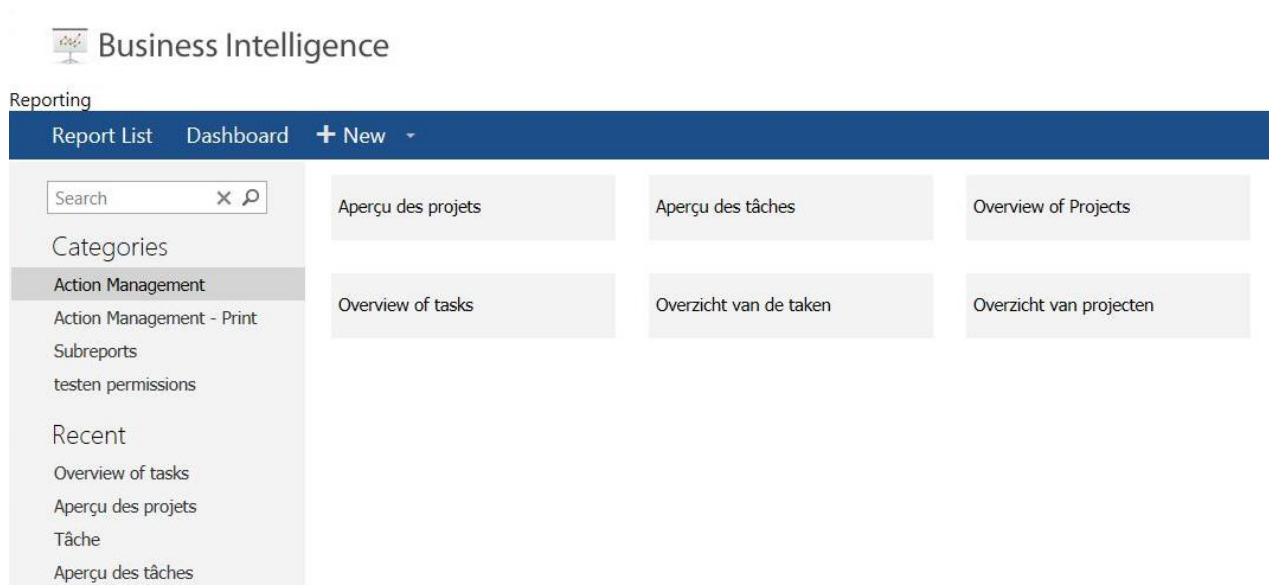 Business Intelligence
Reporting
Report List Dashboard + New
Search
Categories
Action Management
Action Management - Print
Subreports
testen permissions
Recent
Overview of tasks
Aperçu des projets
Tâche
Aperçu des tâches
Aperçu des projets Aperçu des tâches Overview of Projects
Overview of tasks Overzicht van de taken Overzicht van projecten